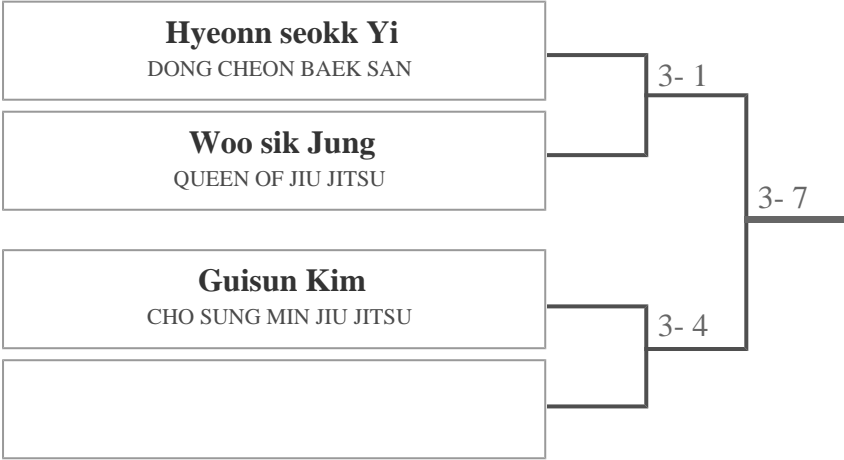 Hyeonn seokk Yi
DONG CHEON BAEK SAN
3- 1
Woo sik Jung
QUEEN OF JIU JITSU
3- 7
Guisun Kim
CHO SUNG MIN JIU JITSU
3- 4